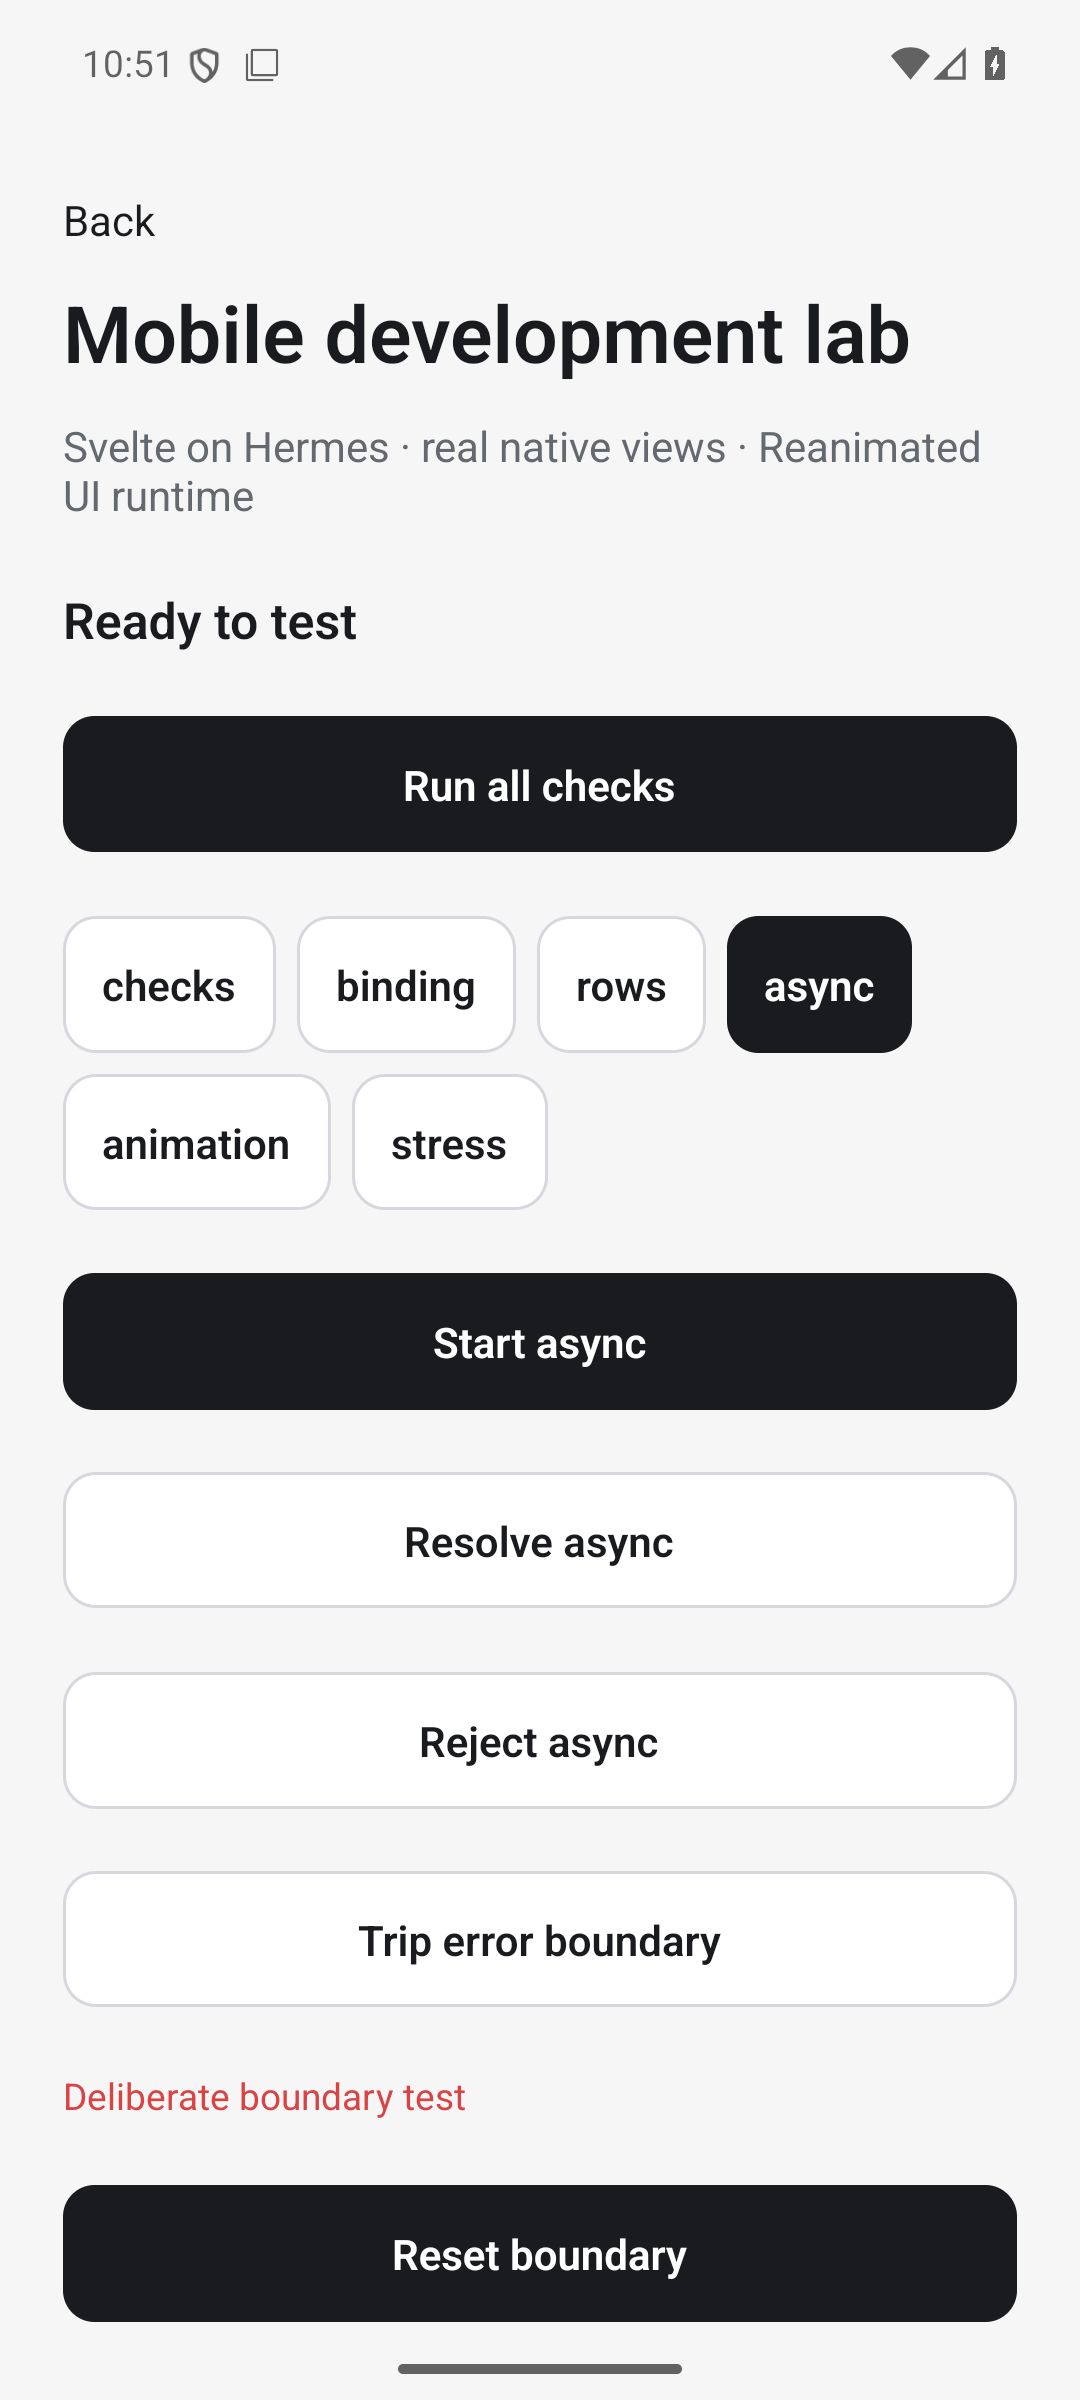 10:51
Back
Mobile development lab
Svelte on Hermes · real native views · Reanimated
UI runtime
Ready to test
Run all checks
checks
binding
rows
async
animation
stress
Start async
Resolve async
Reject async
Trip error boundary
Deliberate boundary test
Reset boundary